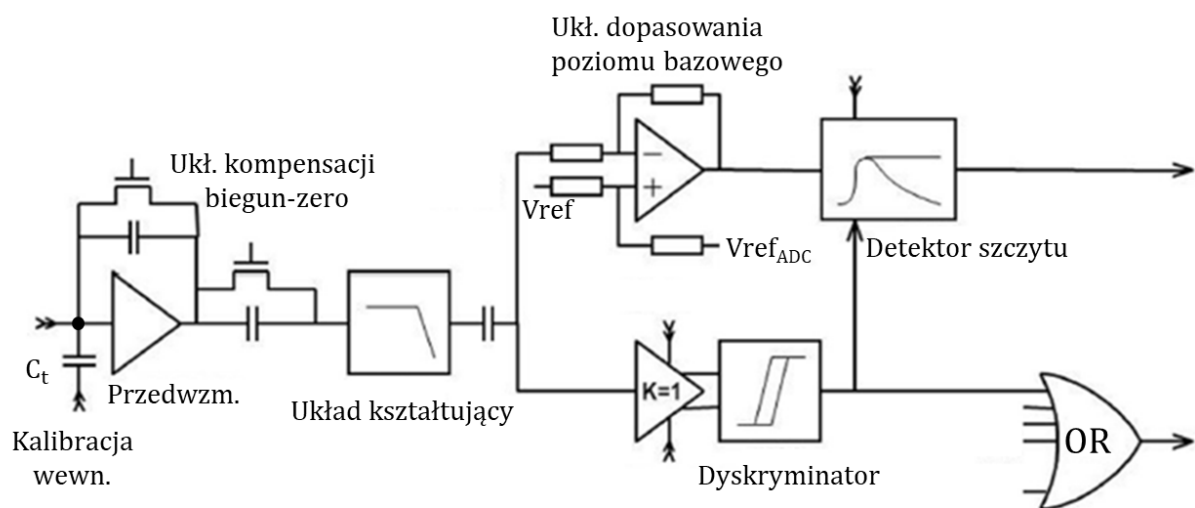 Ukł. dopasowania
poziomu bazowego
Ukł. kompensacji
biegun-zero
Vref
Vref_ADC
Detektor szczytu
C_t
Przedwzm.
Układ kształtujący
K=1
Kalibracja
wewn.
Dyskryminator
OR